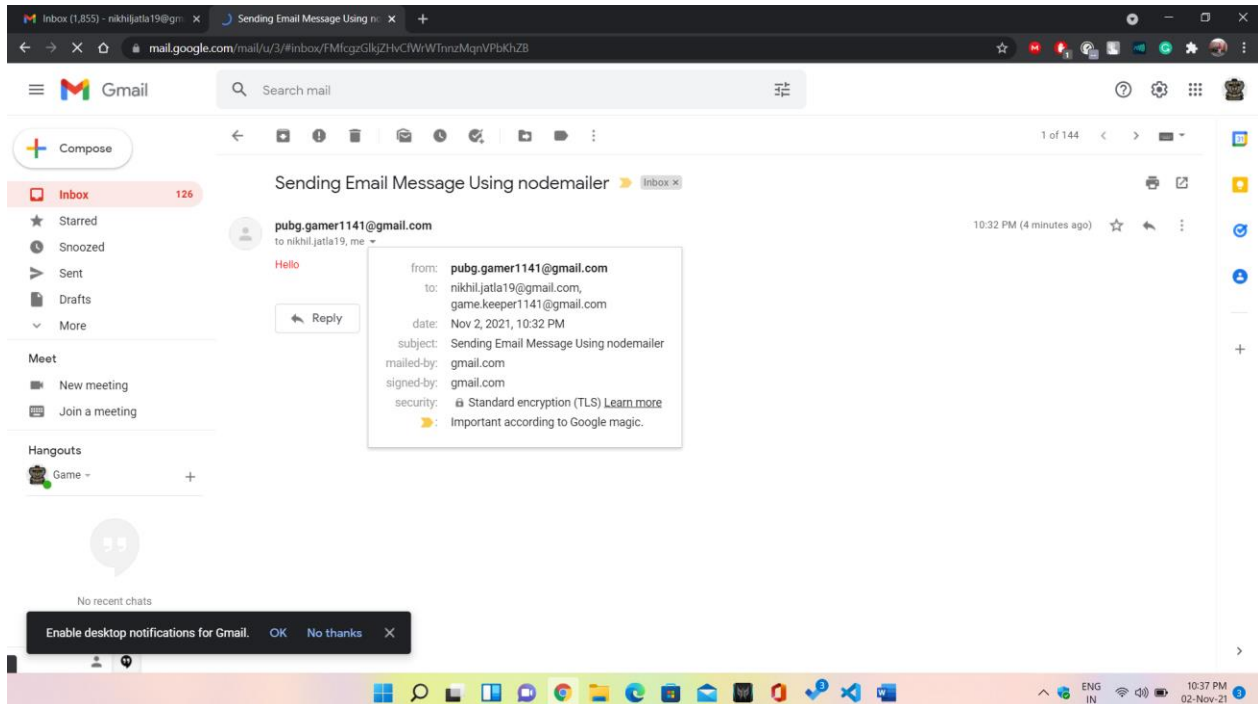 Inbox (1,855) - nikhiljatla19@gm
Sending Email Message Using no
mail.google.com/mail/u/3/#inbox/FMfcgzGlkjZHvCfWrWTnnzMqnVPbKhZB
Gmail
Search mail
Compose
1 of 144
Inbox 126
Starred
Snoozed
Sent
Drafts
More
Meet
New meeting
Join a meeting
Hangouts
Game
No recent chats
Sending Email Message Using nodemailer Inbox x
pubg.gamer1141@gmail.com
10:32 PM (4 minutes ago)
to nikhil.jatla19, me
Hello
Reply
from: pubg.gamer1141@gmail.com
to: nikhil.jatla19@gmail.com,
game.keeper1141@gmail.com
date: Nov 2, 2021, 10:32 PM
subject: Sending Email Message Using nodemailer
mailed-by: gmail.com
signed-by: gmail.com
security: Standard encryption (TLS) Learn more
: Important according to Google magic.
Enable desktop notifications for Gmail. OK No thanks X
ENG
IN
10:37 PM
02-Nov-21
3